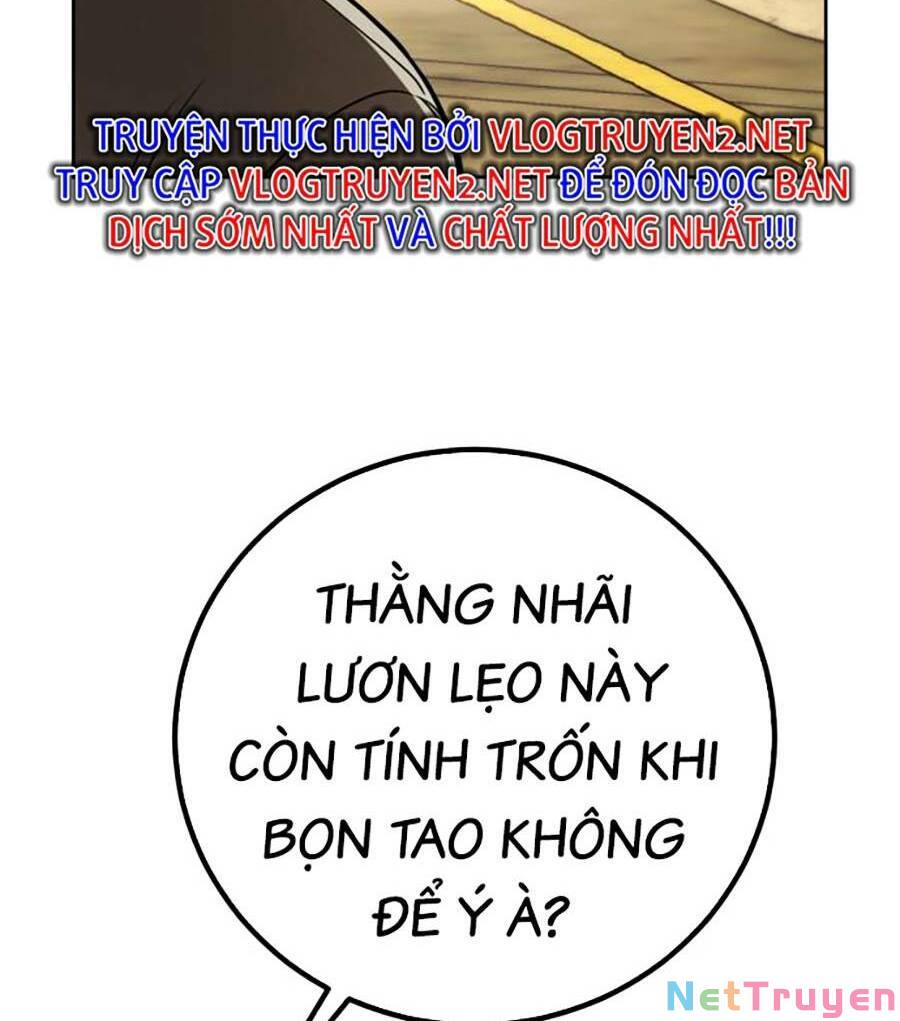 TRUYỆN THỰC HIỆN BỞI VLOGTRUYEN2.NET
TRUY CẬP VLOGTRUYEN2.NET ĐỂ ĐÓN ĐỌC BẢN
DỊCH SỚM NHẤT VÀ CHẤT LƯỢNG NHẤT!!!
THẰNG NHÃI
LƯƠN LẸO NÀY
CÒN TÍNH TRỐN KHI
BỌN TAO KHÔNG
ĐỂ Ý À?
NetTruyen